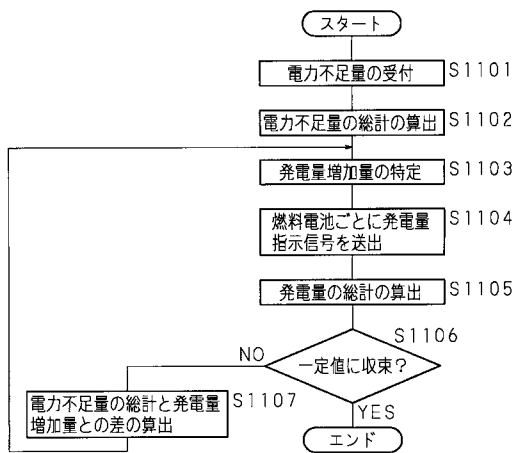 スタート
電力不足量の受付 S1101
電力不足量の総計の算出 S1102
発電量増加量の特定 S1103
燃料電池ごとに発電量
指示信号を送出 S1104
発電量の総計の算出 S1105
S1106
一定値に収束?
NO
YES
電力不足量の総計と発電量
増加量との差の算出 S1107
エンド